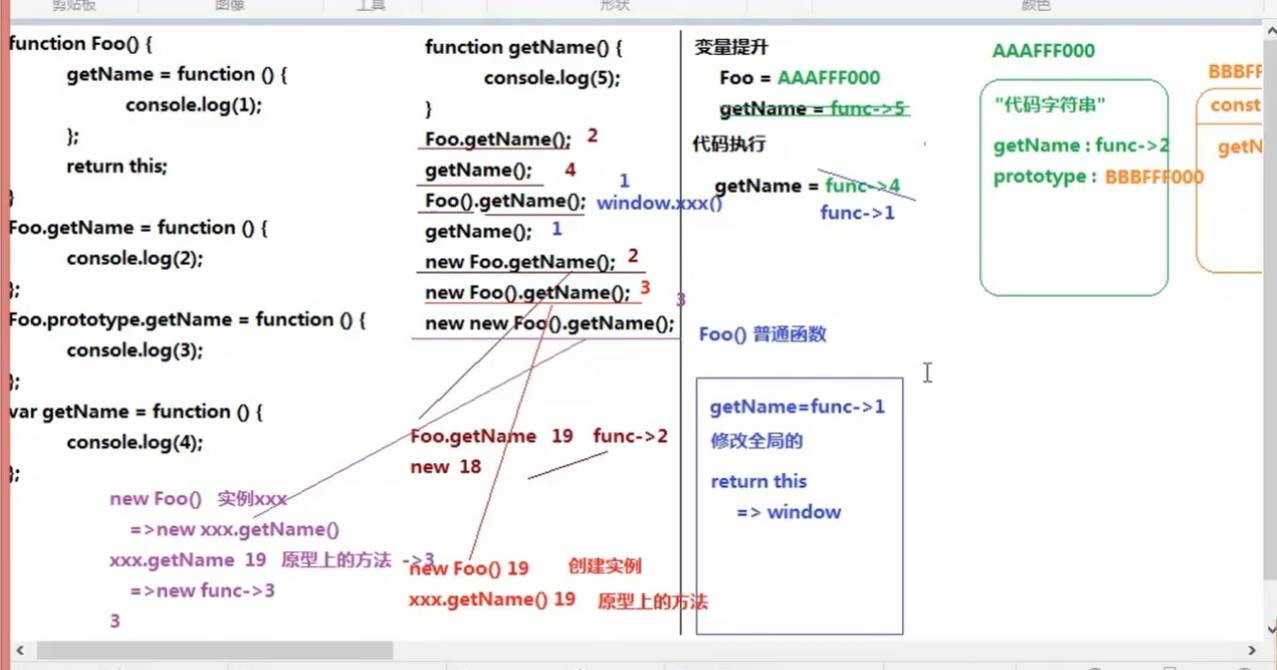 剪贴板 图像 工具 形状 颜色
function Foo() {
getName = function () {
console.log(1);
};
return this;
}
Foo.getName = function () {
console.log(2);
};
Foo.prototype.getName = function () {
console.log(3);
};
var getName = function () {
console.log(4);
};
new Foo() 实例xxx
=>new xxx.getName()
xxx.getName 19 原型上的方法 ->3
=>new func->3
3
function getName() {
console.log(5);
}
Foo.getName(); 2
getName(); 4
1
Foo().getName(); window.xxx()
getName(); 1
new Foo.getName(); 2
new Foo().getName(); 3
new new Foo().getName(); 3
Foo.getName 19 func->2
new 18
new Foo() 19 创建实例
xxx.getName() 19 原型上的方法
变量提升
Foo = AAAFFF000
getName = func->5
代码执行
getName = func->4
func->1
Foo() 普通函数
getName=func->1
修改全局的
return this
=> window
AAAFFF000
"代码字符串"
getName : func->2
prototype : BBBFFF000
BBBFF
const
getN